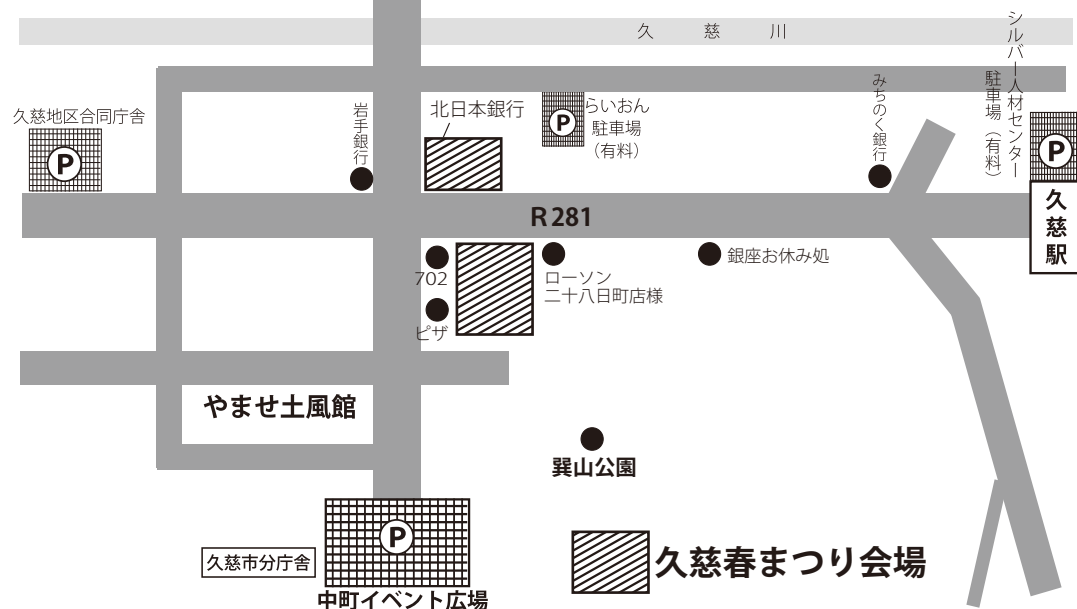 久慈川
シルバー人材センター
駐車場（有料）
久慈地区合同庁舎
P
岩手銀行
北日本銀行
P
らいおん
駐車場
（有料）
みちのく銀行
P
久慈駅
R281
702
ピザ
ローソン
二十八日町店様
銀座お休み処
やませ土風館
巽山公園
P
久慈市分庁舎
中町イベント広場
久慈春まつり会場